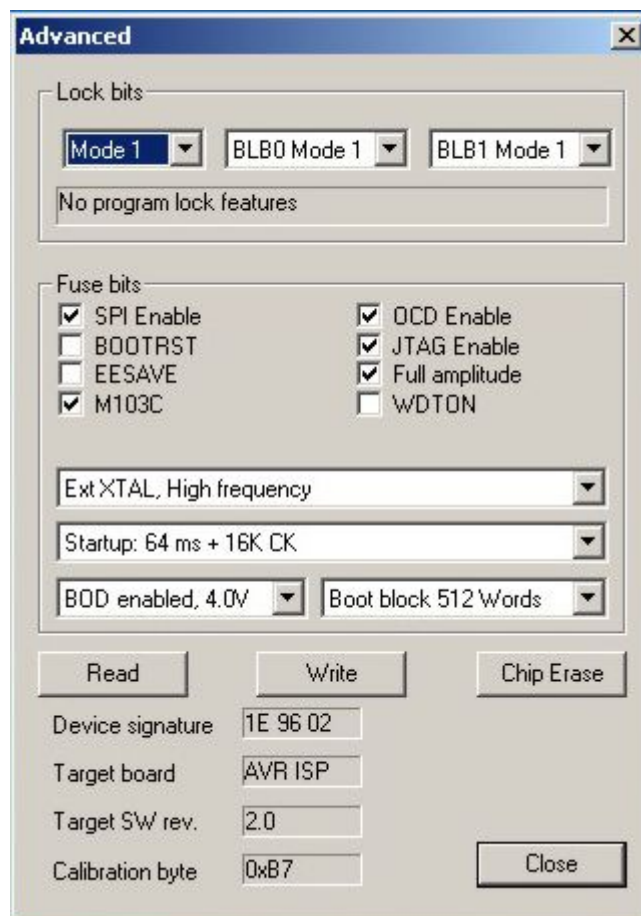 Advanced
Lock bits
Mode 1 BLB0 Mode 1 BLB1 Mode 1
No program lock features
Fuse bits
SPI Enable OCD Enable
BOOTRST JTAG Enable
EESAVE Full amplitude
M103C WDTON
Ext XTAL, High frequency
Startup: 64 ms + 16K CK
BOD enabled, 4.0V Boot block 512 Words
Read Write Chip Erase
Device signature 1E 96 02
Target board AVR ISP
Target SW rev. 2.0
Calibration byte 0xB7 Close